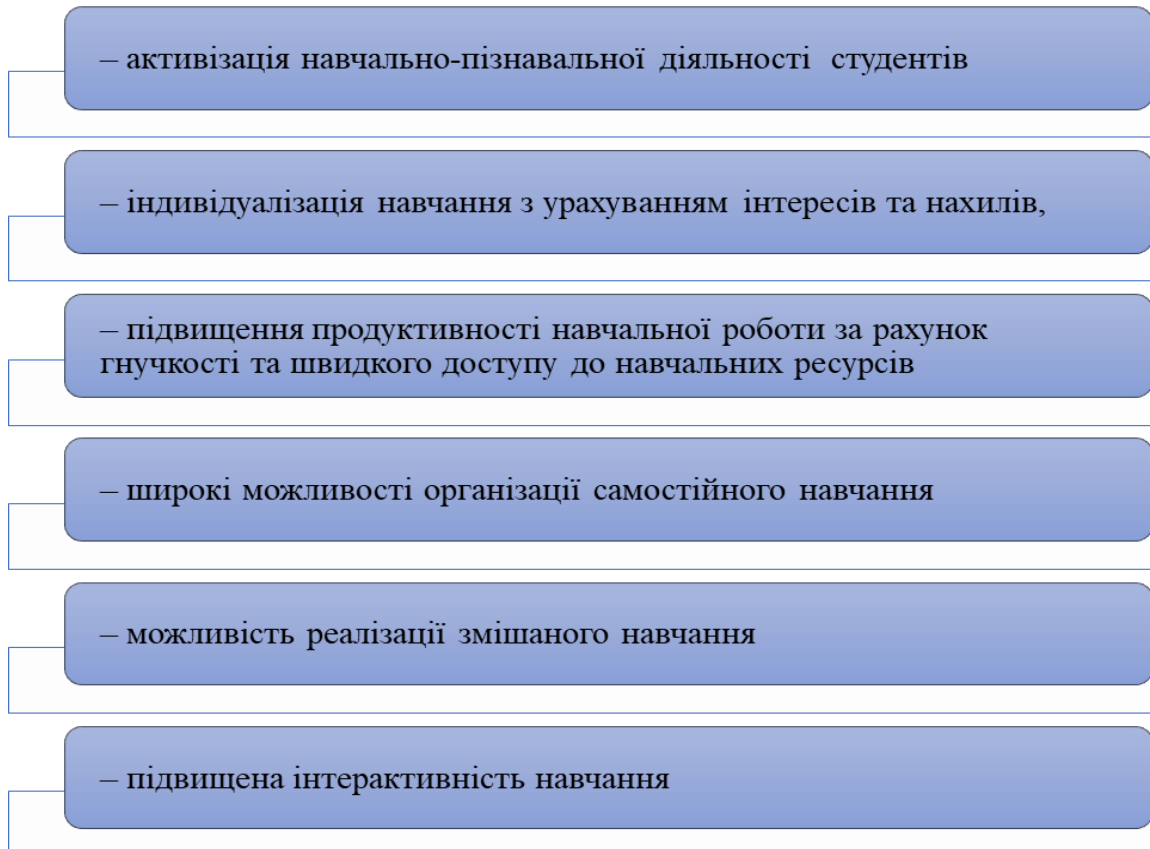 – активізація навчально-пізнавальної діяльності студентів
– індивідуалізація навчання з урахуванням інтересів та нахилів,
– підвищення продуктивності навчальної роботи за рахунок
гнучкості та швидкого доступу до навчальних ресурсів
– широкі можливості організації самостійного навчання
– можливість реалізації змішаного навчання
– підвищена інтерактивність навчання